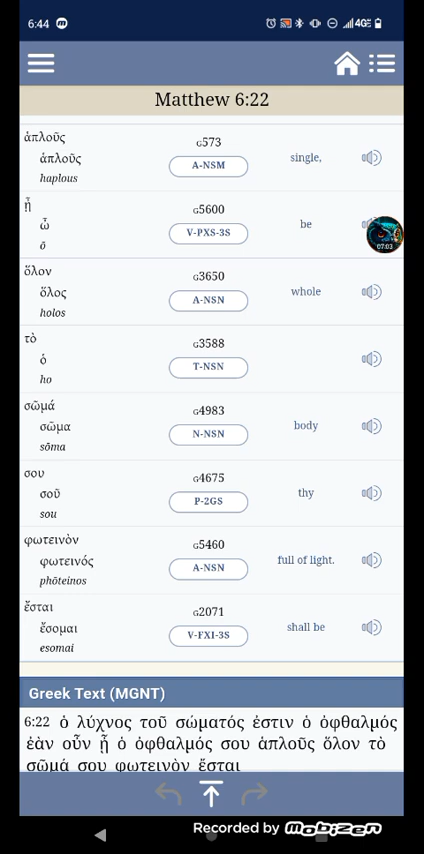 6:44
4G
Matthew 6:22
ἁπλοῦς
ἁπλοῦς
haplous
G573
A-NSM
single,
ᾖ
ὦ
ō
G5600
V-PXS-3S
be
07:03
ὅλον
ὅλος
holos
G3650
A-NSN
whole
τὸ
ὁ
ho
G3588
T-NSN
σῶμά
σῶμα
sōma
G4983
N-NSN
body
σου
σοῦ
sou
G4675
P-2GS
thy
φωτεινὸν
φωτεινός
phōteinos
G5460
A-NSN
full of light.
ἔσται
ἔσομαι
esomai
G2071
V-FXI-3S
shall be
Greek Text (MGNT)
6:22 ὁ λύχνος τοῦ σώματός ἐστιν ὁ ὀφθαλμός
ἐὰν οὖν ᾖ ὁ ὀφθαλμός σου ἁπλοῦς ὅλον τὸ
σῶμά σου φωτεινὸν ἔσται
Recorded by Mobizen